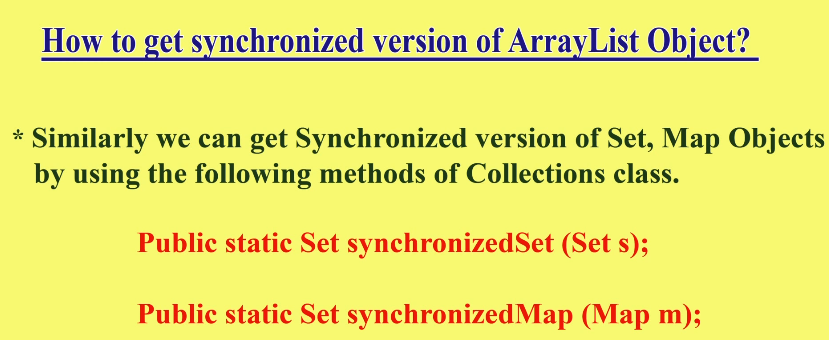 How to get synchronized version of ArrayList Object?
* Similarly we can get Synchronized version of Set, Map Objects
by using the following methods of Collections class.
Public static Set synchronizedSet (Set s);
Public static Set synchronizedMap (Map m);